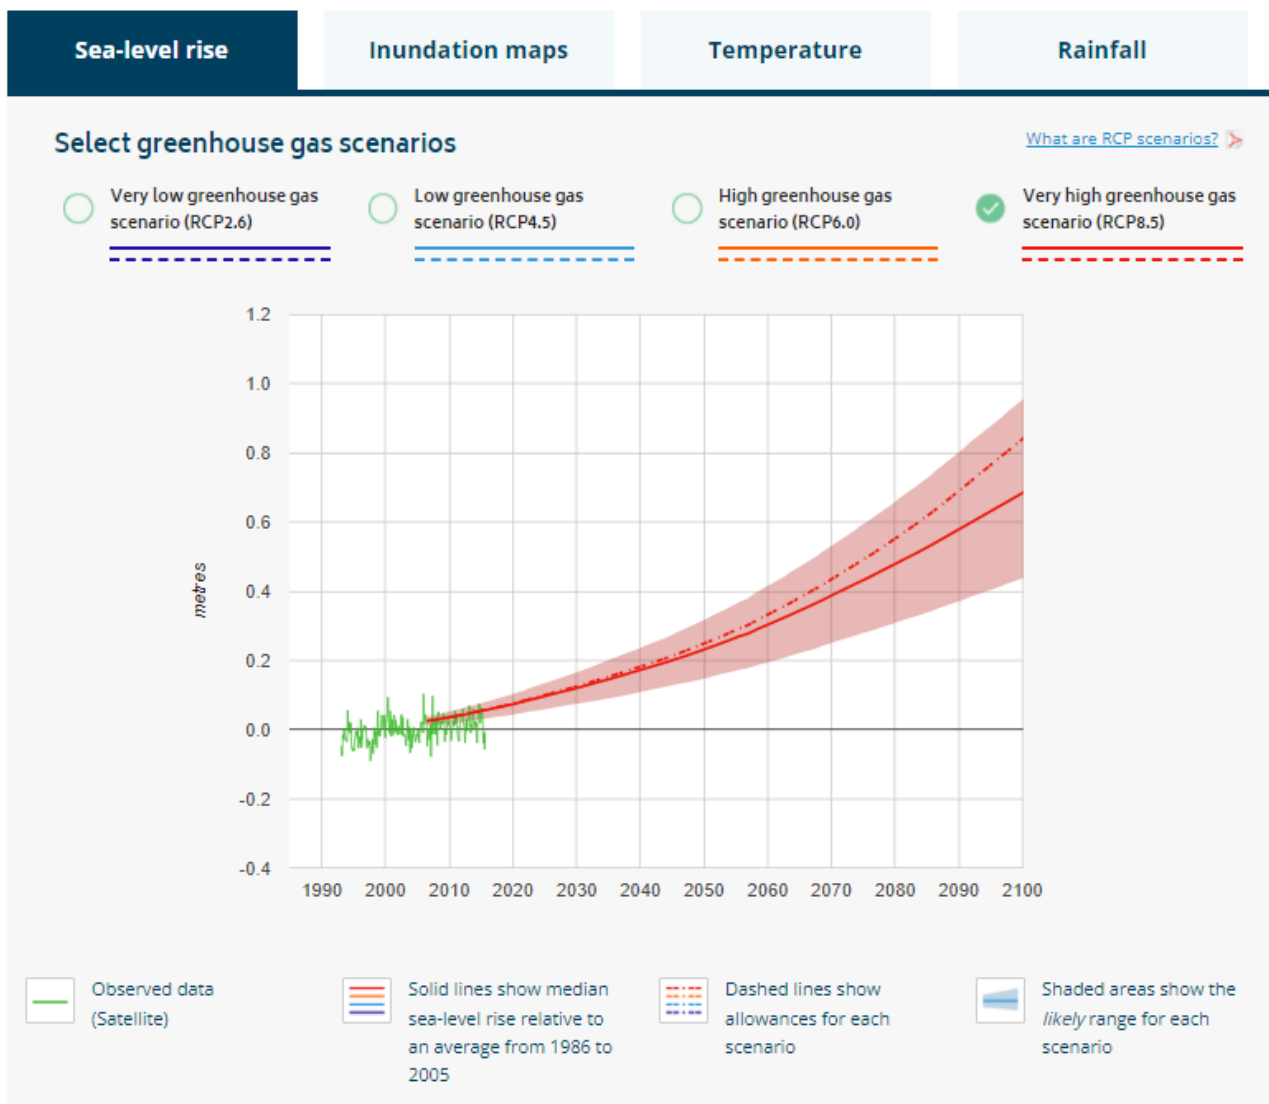 Sea-level rise
Inundation maps
Temperature
Rainfall
Select greenhouse gas scenarios
What are RCP scenarios?
Very low greenhouse gas
scenario (RCP2.6)
Low greenhouse gas
scenario (RCP4.5)
High greenhouse gas
scenario (RCP6.0)
Very high greenhouse gas
scenario (RCP8.5)
1.2
1.0
0.8
0.6
0.4
0.2
0.0
-0.2
-0.4
metres
1990 2000 2010 2020 2030 2040 2050 2060 2070 2080 2090 2100
Observed data
(Satellite)
Solid lines show median
sea-level rise relative to
an average from 1986 to
2005
Dashed lines show
allowances for each
scenario
Shaded areas show the
likely range for each
scenario